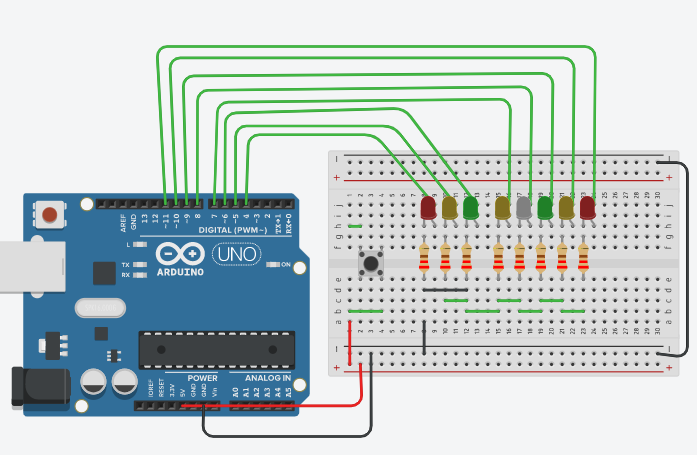 AREF
GND
13
12
~11
~10
~9
8
7
~6
~5
4
~3
2
TX→1
RX←0
DIGITAL (PWM~)
L
TX
RX
ARDUINO
UNO
ON
IOREF
RESET
3.3V
5V
GND
GND
Vin
POWER
A0
A1
A2
A3
A4
A5
ANALOG IN
j
i
h
g
f
e
d
c
b
a